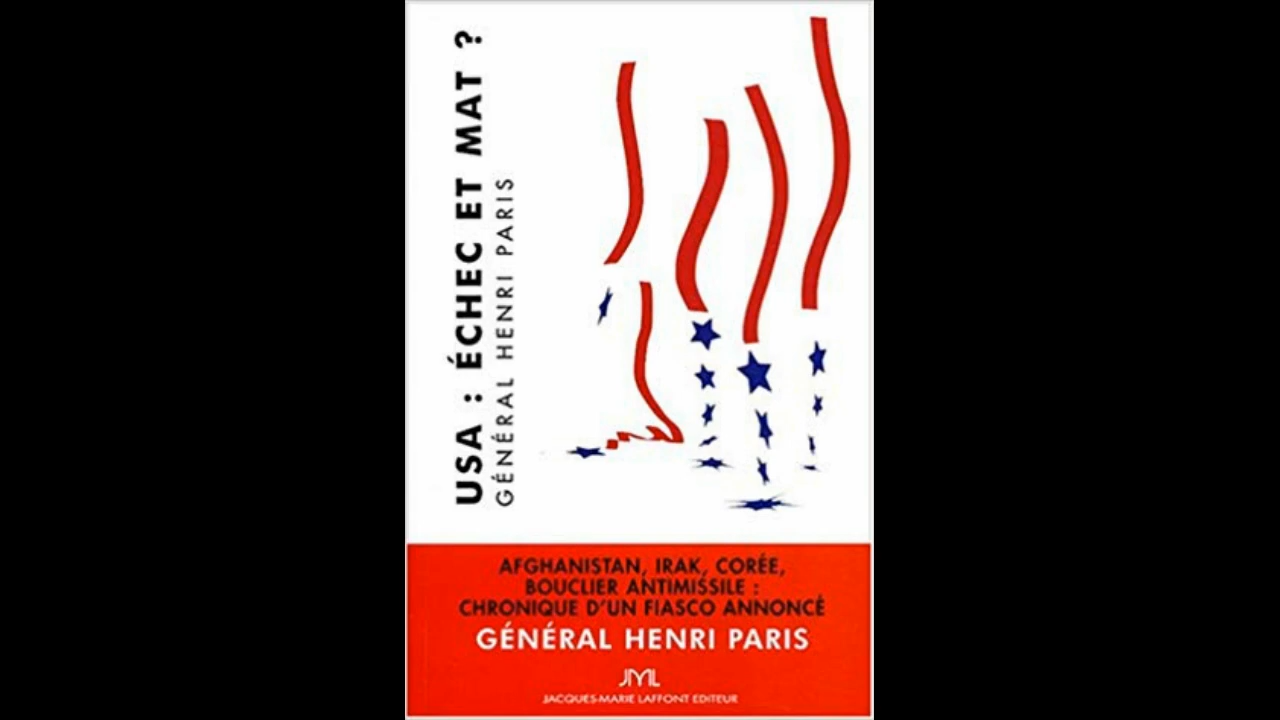 USA : ÉCHEC ET MAT ?
GÉNÉRAL HENRI PARIS
AFGHANISTAN, IRAK, CORÉE,
BOUCLIER ANTIMISSILE :
CHRONIQUE D'UN FIASCO ANNONCÉ
GÉNÉRAL HENRI PARIS
JML
JACQUES-MARIE LAFFONT EDITEUR